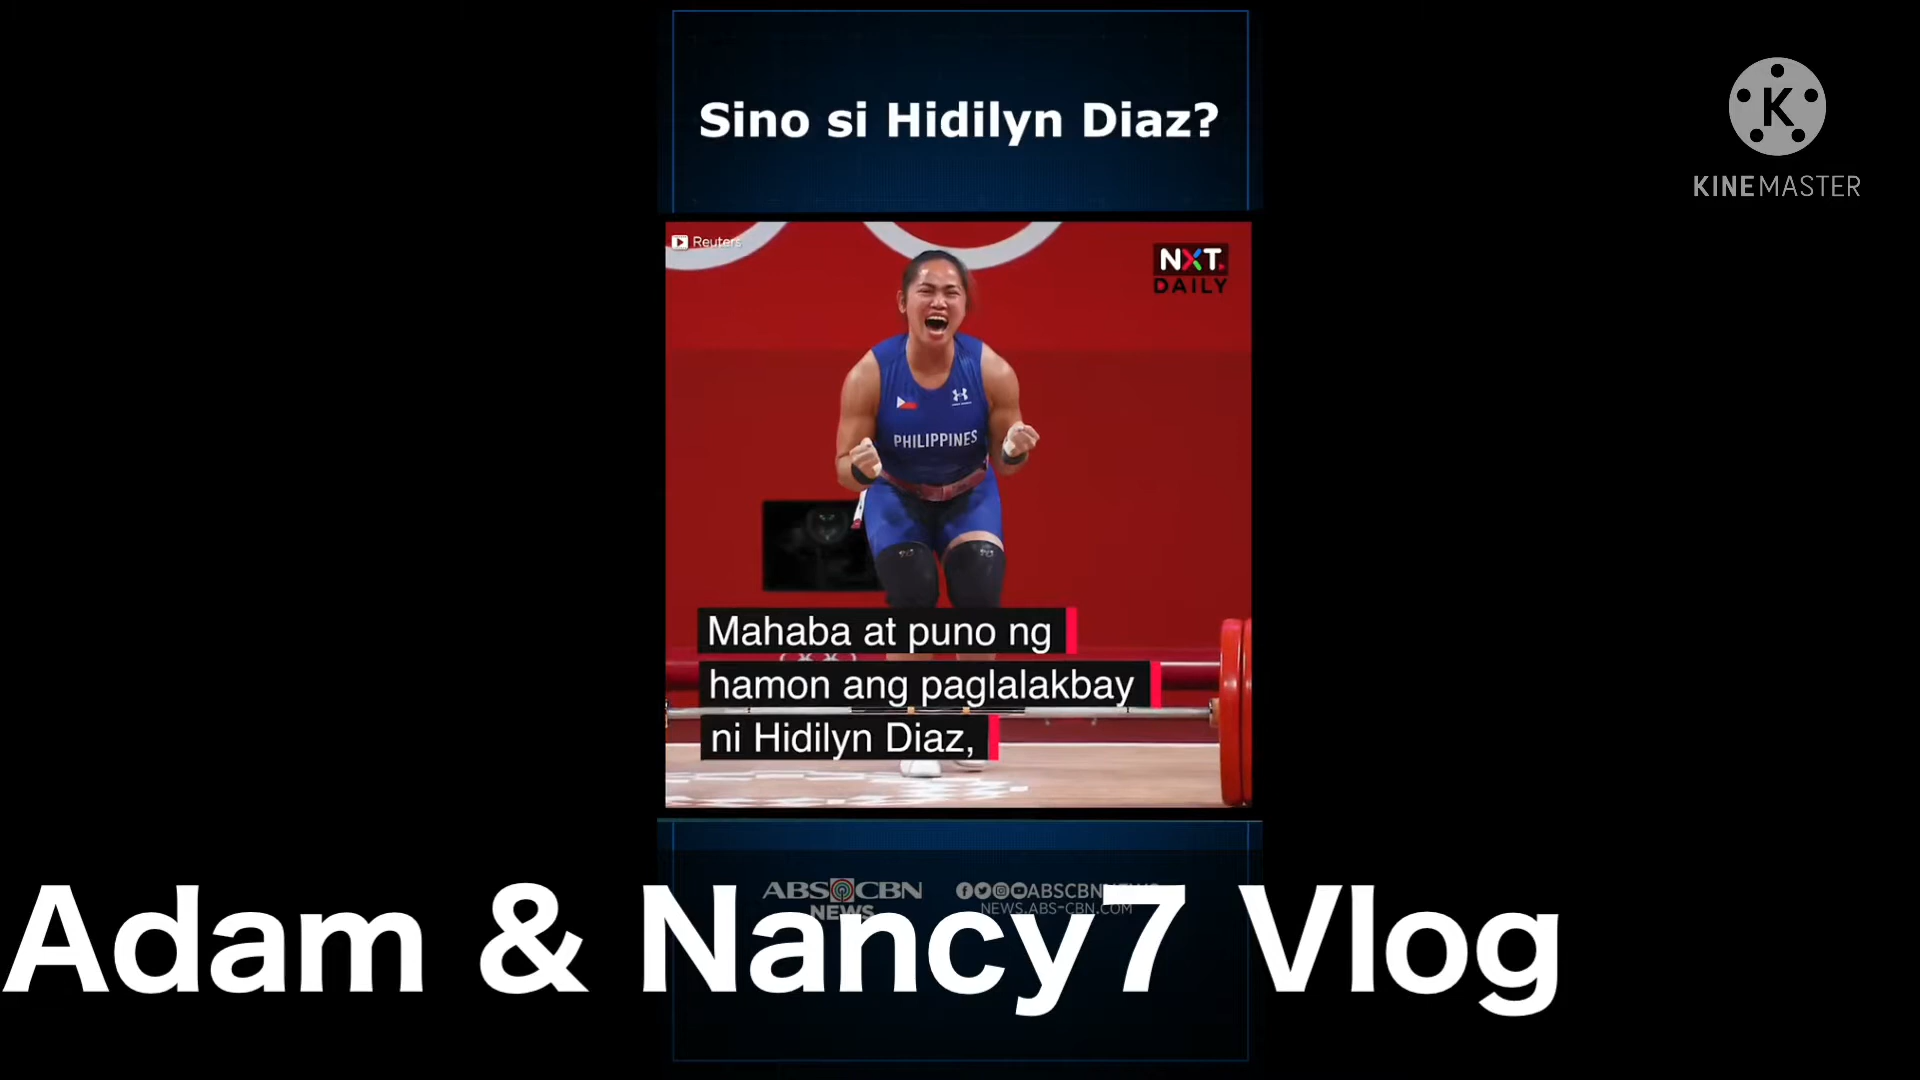 Sino si Hidilyn Diaz?
K
KINEMASTER
Reuters
NXT.
DAILY
PHILIPPINES
Mahaba at puno ng
hamon ang paglalakbay
ni Hidilyn Diaz,
ABS CBN
NEWS
ABSCBNNEWS
NEWS.ABS-CBN.COM
Adam & Nancy7 Vlog